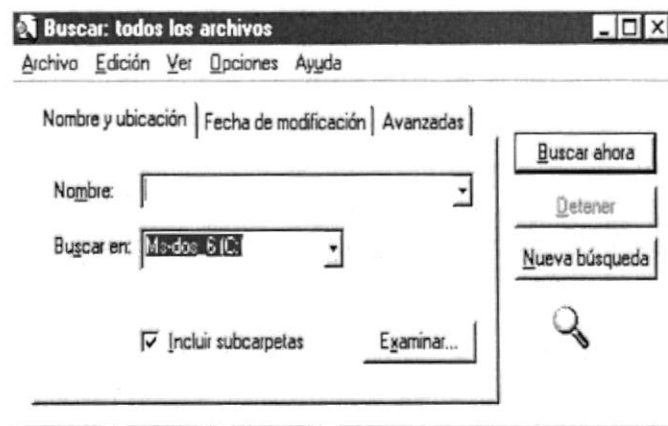 Buscar: todos los archivos
Archivo Edición Ver Opciones Ayuda
Nombre y ubicación Fecha de modificación Avanzadas
Nombre:
Buscar en: Ms-dos_6 (C:
Incluir subcarpetas
Examinar...
Buscar ahora
Detener
Nueva búsqueda